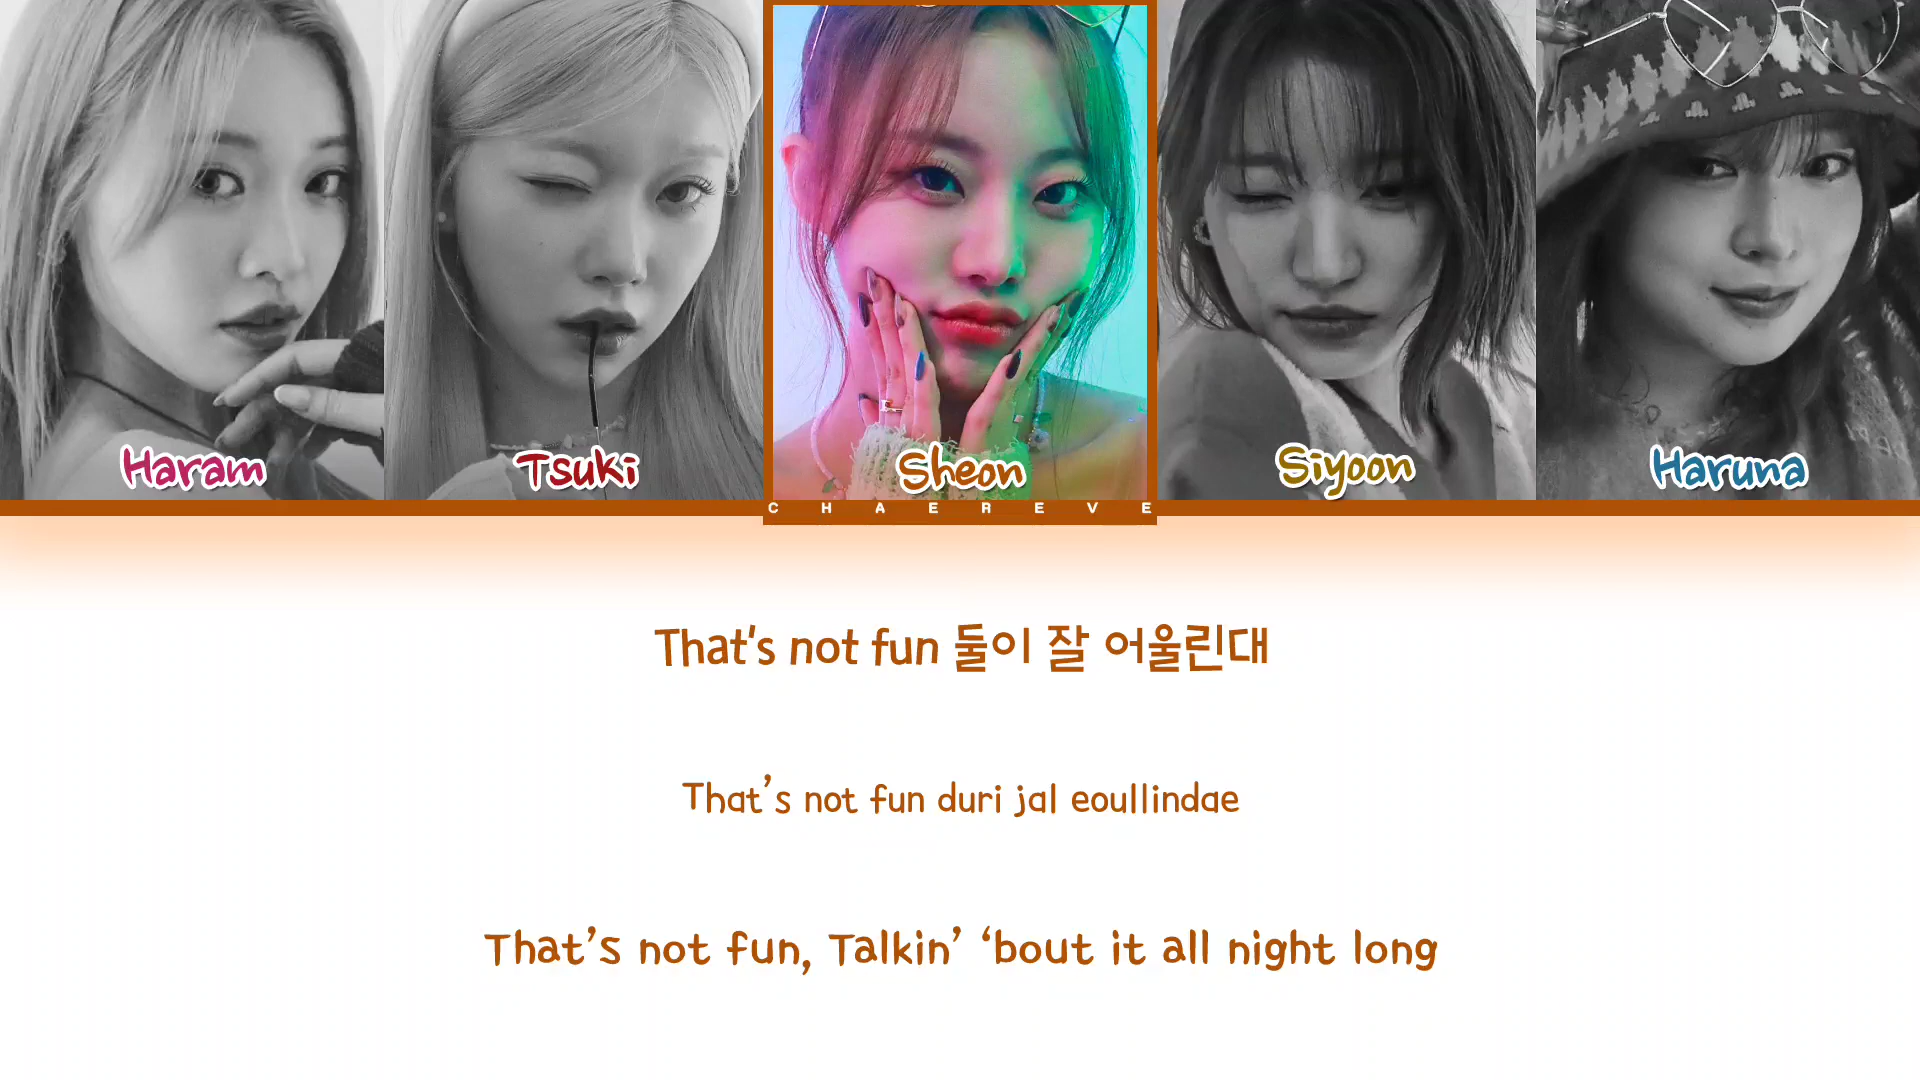 Haram
Tsuki
Sheon
Siyoon
Haruna
CHAEREVE
That's not fun 둘이 잘 어울린대
That’s not fun duri jal eoullindae
That’s not fun, Talkin’ ‘bout it all night long